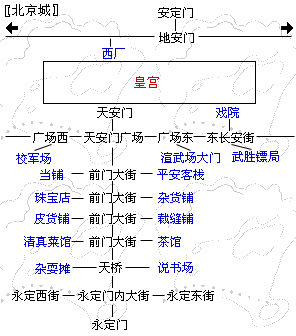 〖北京城〗
安定门
地安门
西厂
皇宫
天安门 戏院
广场西 天安门广场 广场东 东长安街
校军场 演武场大门 武胜镖局
当铺 前门大街 平安客栈
珠宝店 前门大街 杂货铺
皮货铺 前门大街 裁缝铺
清真菜馆 前门大街 茶馆
杂耍摊 天桥 说书场
永定西街 永定门内大街 永定东街
永定门